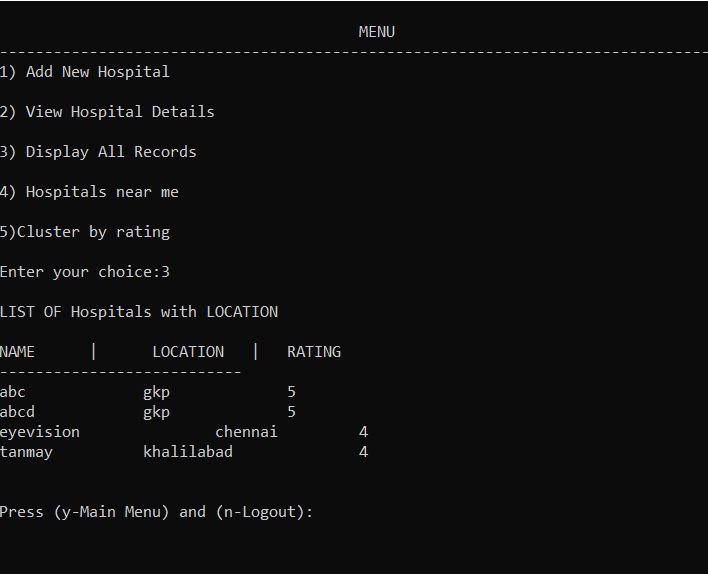 MENU
--------------------------------------------------------------------------------
1) Add New Hospital
2) View Hospital Details
3) Display All Records
4) Hospitals near me
5)Cluster by rating
Enter your choice:3
LIST OF Hospitals with LOCATION
NAME      |      LOCATION   |   RATING
---------------------------
abc             gkp             5
abcd            gkp             5
eyevision               chennai         4
tanmay          khalilabad              4
Press (y-Main Menu) and (n-Logout):